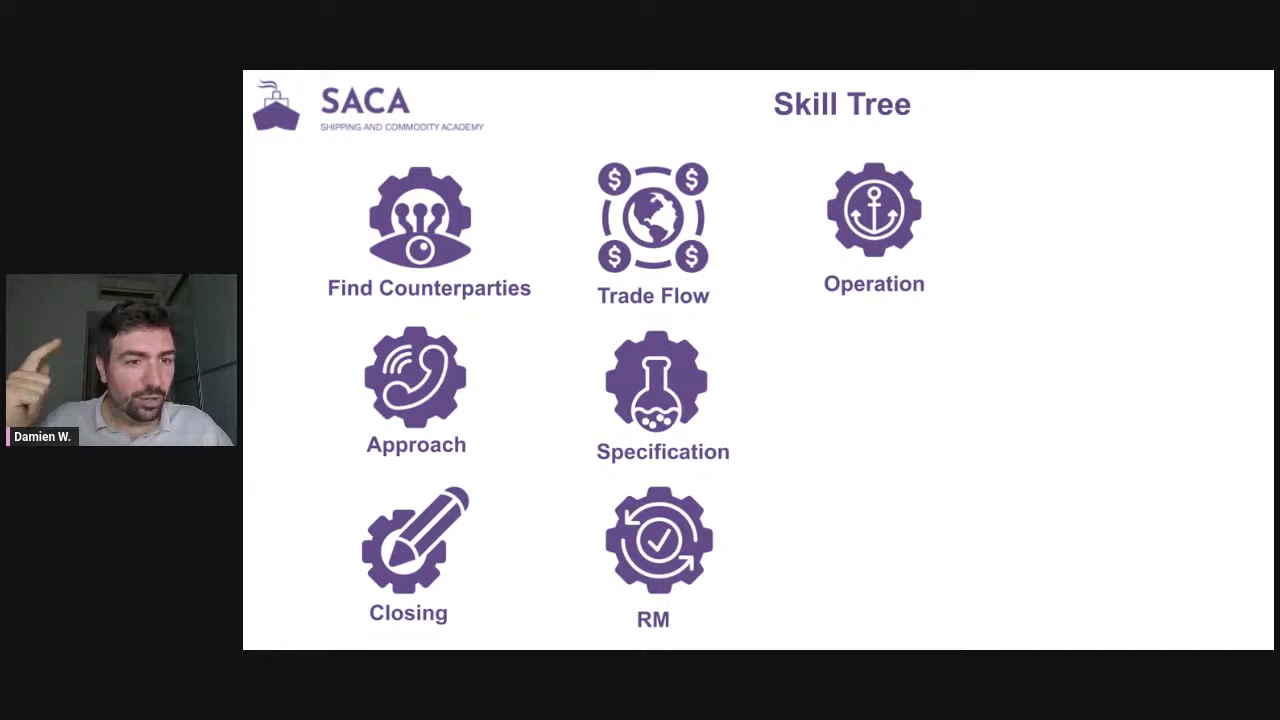 SACA
SHIPPING AND COMMODITY ACADEMY
Skill Tree
$ $
$ $
Find Counterparties
Trade Flow
Operation
Approach
Specification
Closing
RM
Damien W.